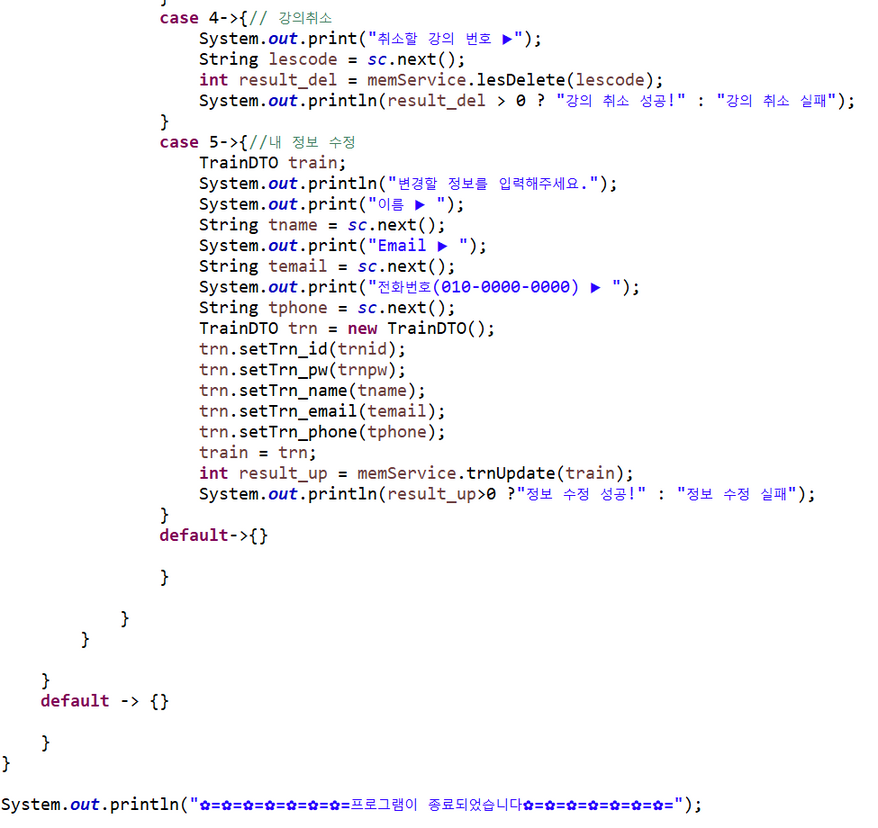 }
case 4->{// 강의취소
System.out.print("취소할 강의 번호 ▶");
String lescode = sc.next();
int result_del = memService.lesDelete(lescode);
System.out.println(result_del > 0 ? "강의 취소 성공!" : "강의 취소 실패");
}
case 5->{//내 정보 수정
TrainDTO train;
System.out.println("변경할 정보를 입력해주세요.");
System.out.print("이름 ▶ ");
String tname = sc.next();
System.out.print("Email ▶ ");
String temail = sc.next();
System.out.print("전화번호(010-0000-0000) ▶ ");
String tphone = sc.next();
TrainDTO trn = new TrainDTO();
trn.setTrn_id(trnid);
trn.setTrn_pw(trnpw);
trn.setTrn_name(tname);
trn.setTrn_email(temail);
trn.setTrn_phone(tphone);
train = trn;
int result_up = memService.trnUpdate(train);
System.out.println(result_up>0 ?"정보 수정 성공!" : "정보 수정 실패");
}
default->{}
}
}
}
}
default -> {}
}
}
System.out.println("✿=✿=✿=✿=✿=✿=✿=프로그램이 종료되었습니다✿=✿=✿=✿=✿=✿=✿=");